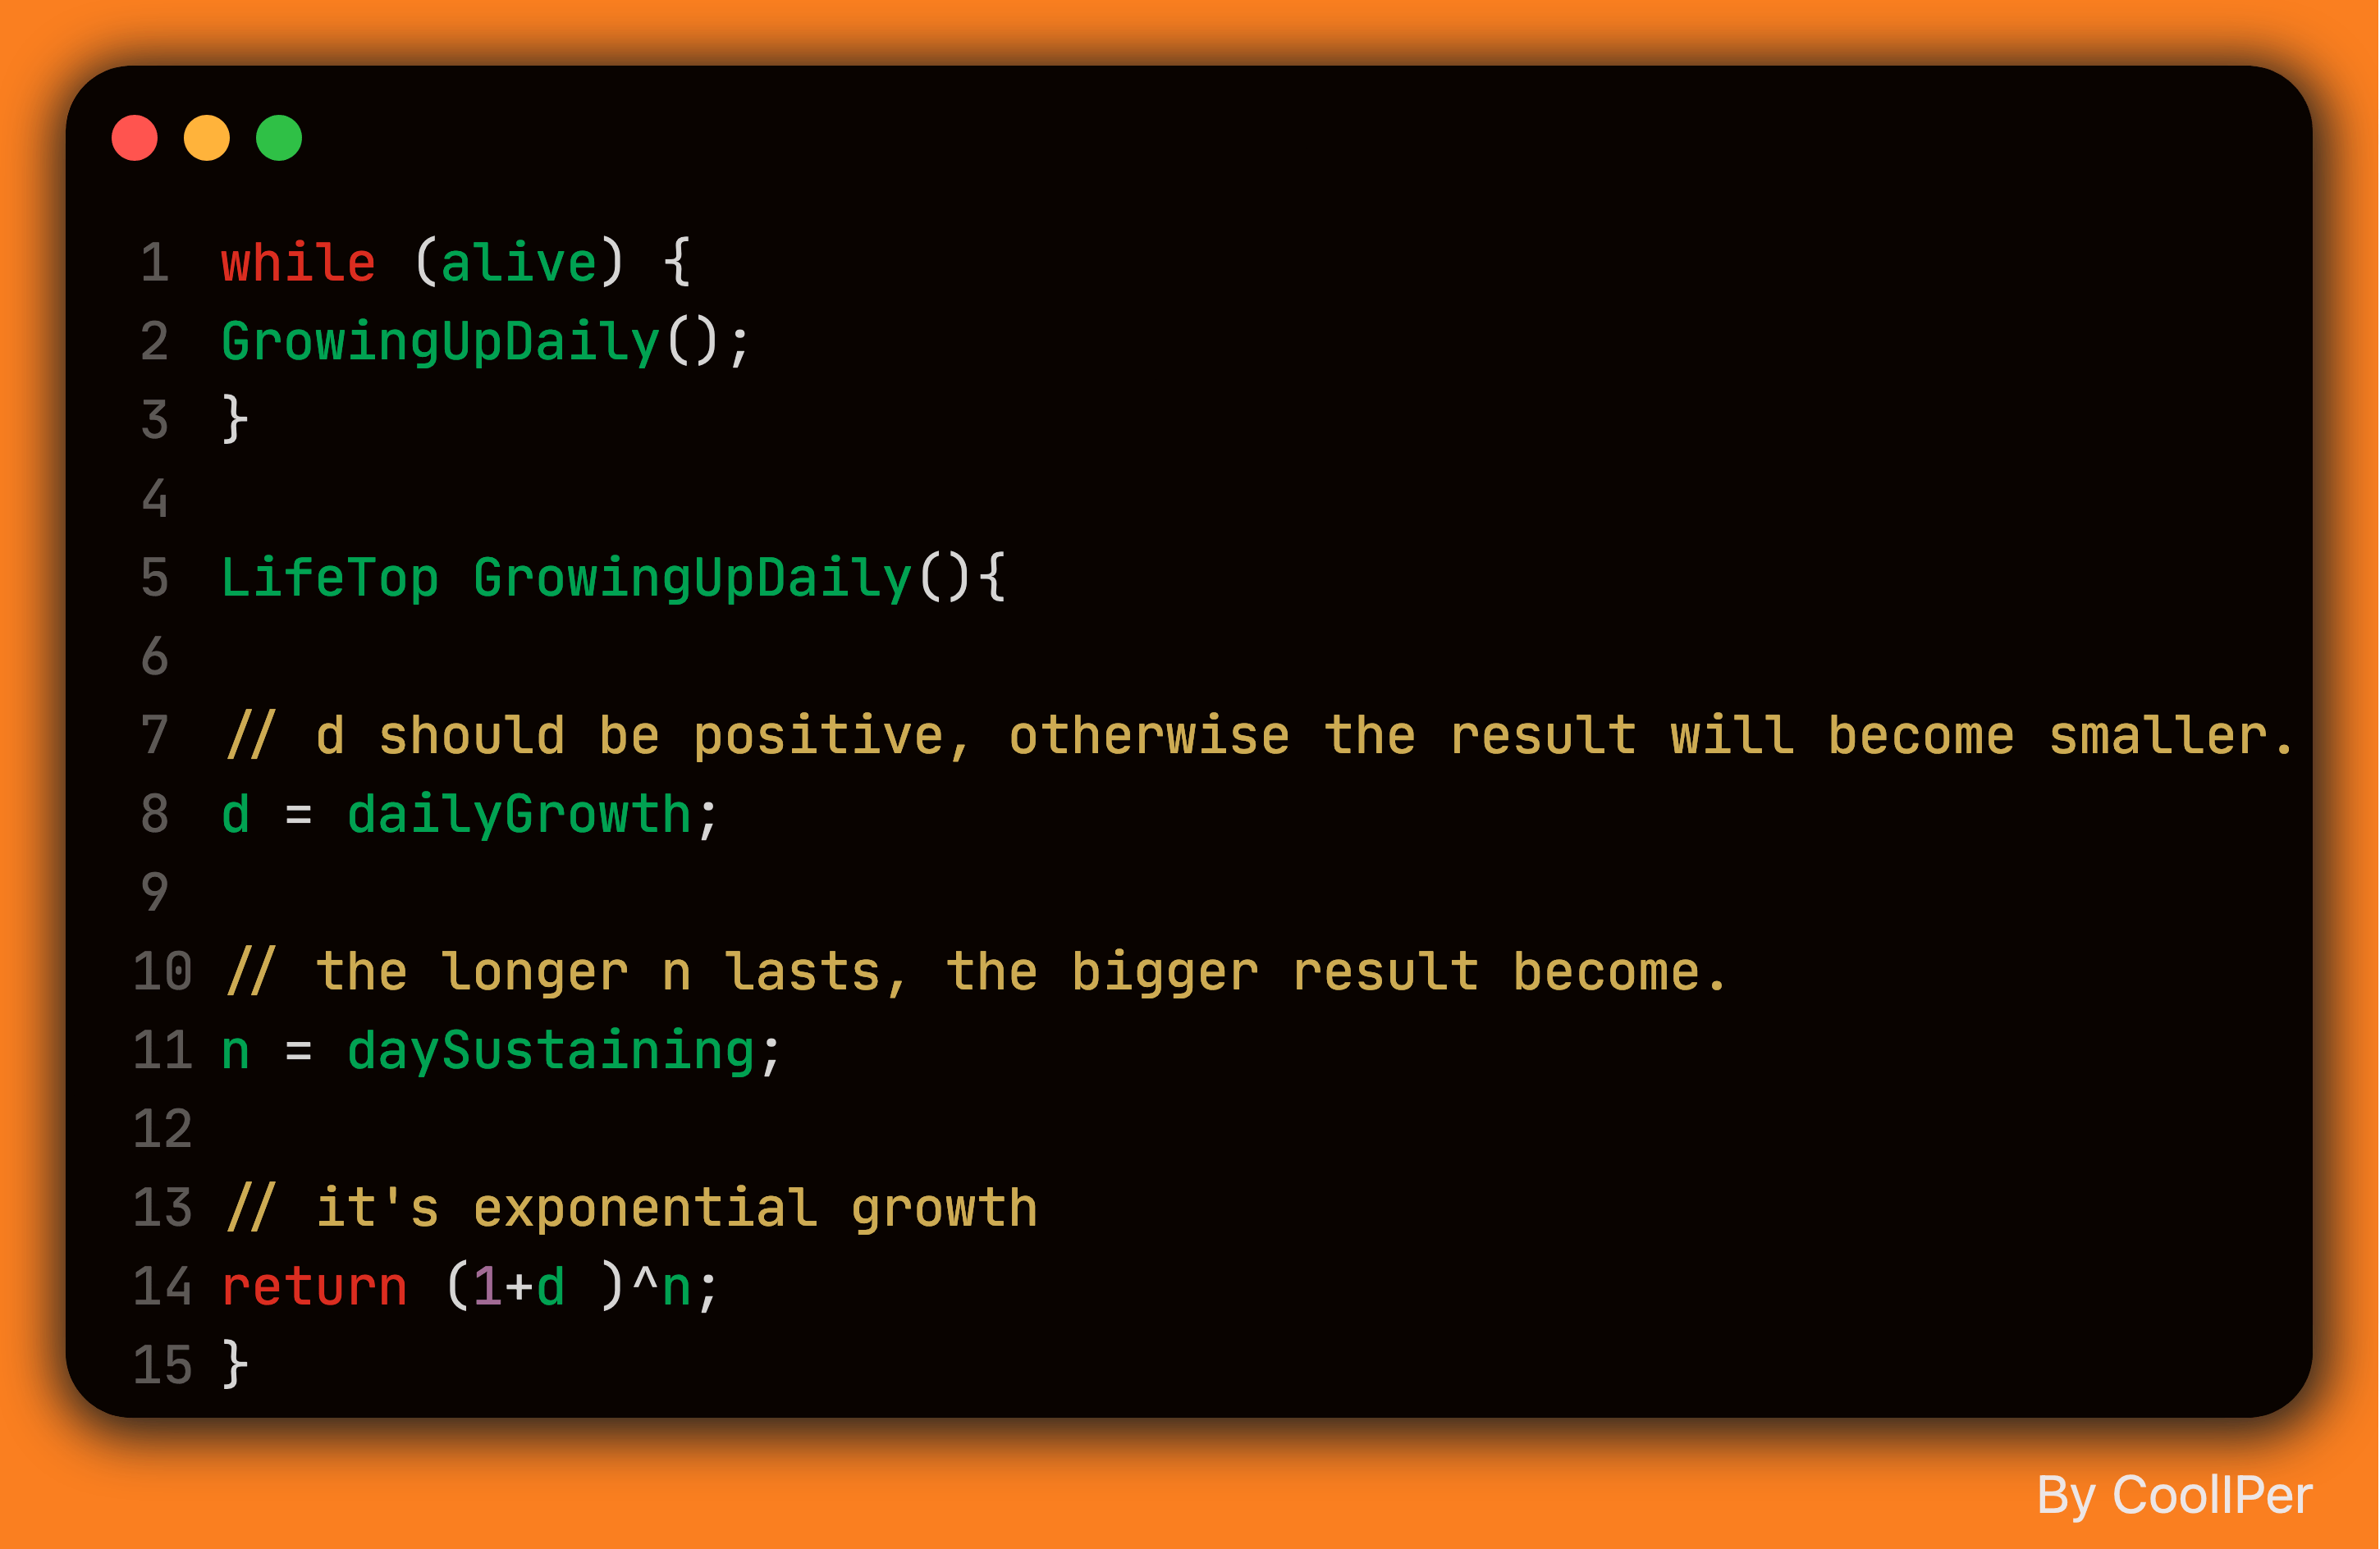 1 while (alive) {
2 GrowingUpDaily();
3 }
4
5 LifeTop GrowingUpDaily(){
6
7 // d should be positive, otherwise the result will become smaller.
8 d = dailyGrowth;
9
10 // the longer n lasts, the bigger result become.
11 n = daySustaining;
12
13 // it's exponential growth
14 return (1+d )^n;
15 }
By CoollPer